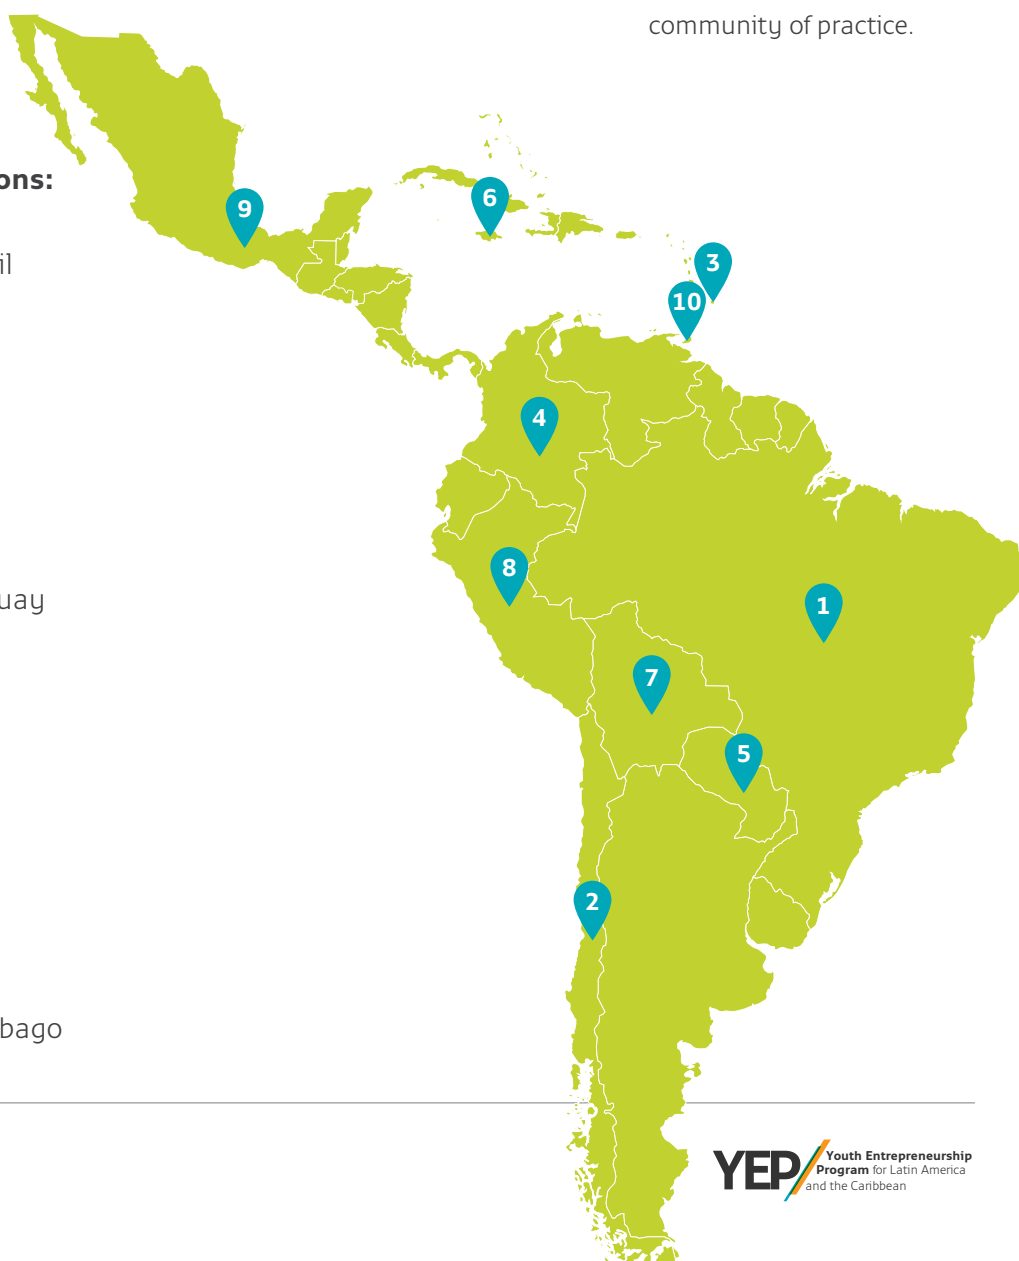 community of practice.
ons:
9
6
il
3
10
4
8
uay
1
7
5
2
bago
YEP
Youth Entrepreneurship
Program for Latin America
and the Caribbean